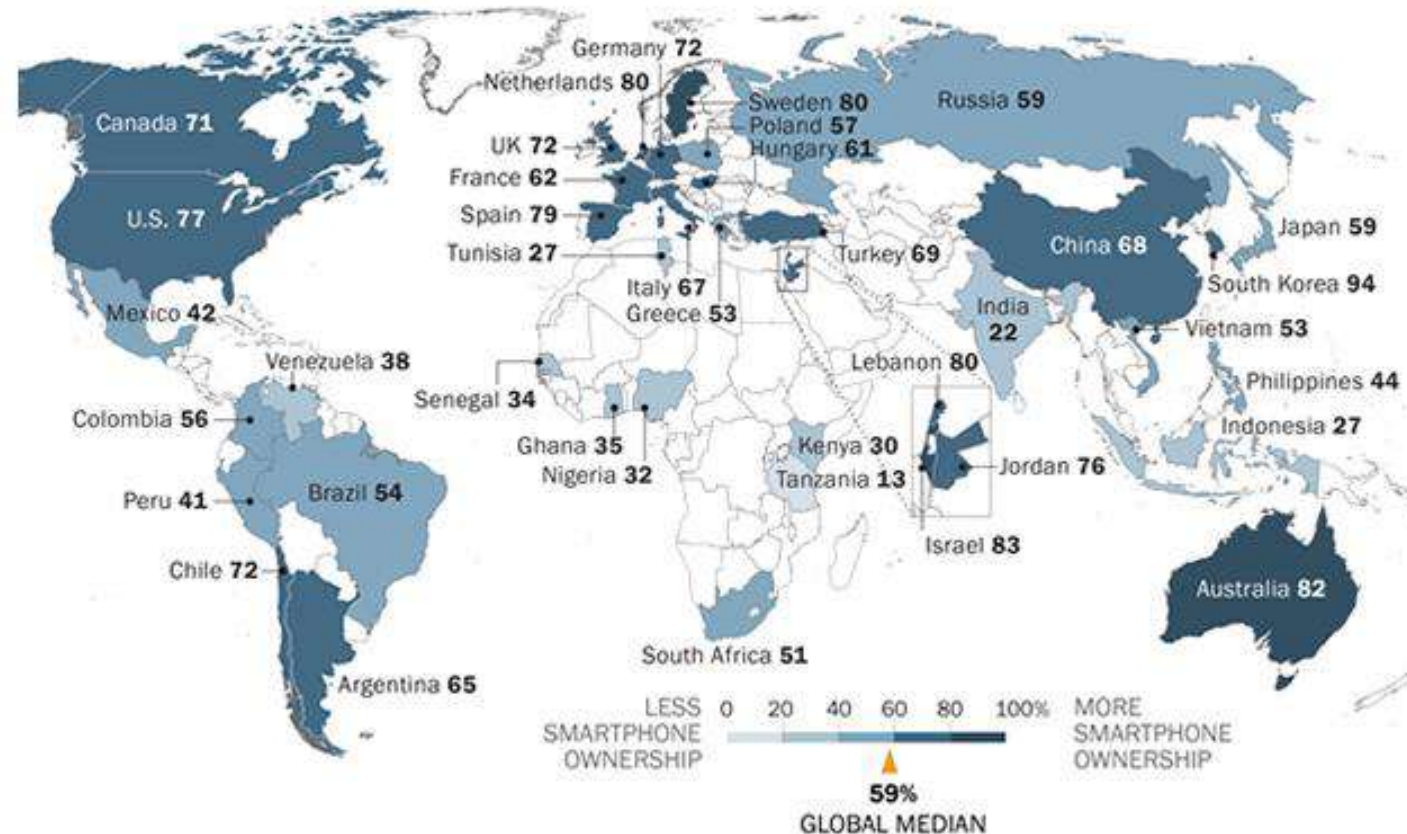 Germany 72
Netherlands 80
Sweden 80
Russia 59
Canada 71
Poland 57
UK 72
Hungary 61
France 62
U.S. 77
Spain 79
Japan 59
China 68
Tunisia 27
Turkey 69
Italy 67
South Korea 94
Mexico 42
Greece 53
India
22
Vietnam 53
Venezuela 38
Lebanon 80
Philippines 44
Senegal 34
Colombia 56
Indonesia 27
Ghana 35
Kenya 30
Jordan 76
Nigeria 32
Tanzania 13
Brazil 54
Peru 41
Israel 83
Chile 72
Australia 82
South Africa 51
Argentina 65
LESS
SMARTPHONE
OWNERSHIP
0 20 40 60 80 100%
MORE
SMARTPHONE
OWNERSHIP
59%
GLOBAL MEDIAN